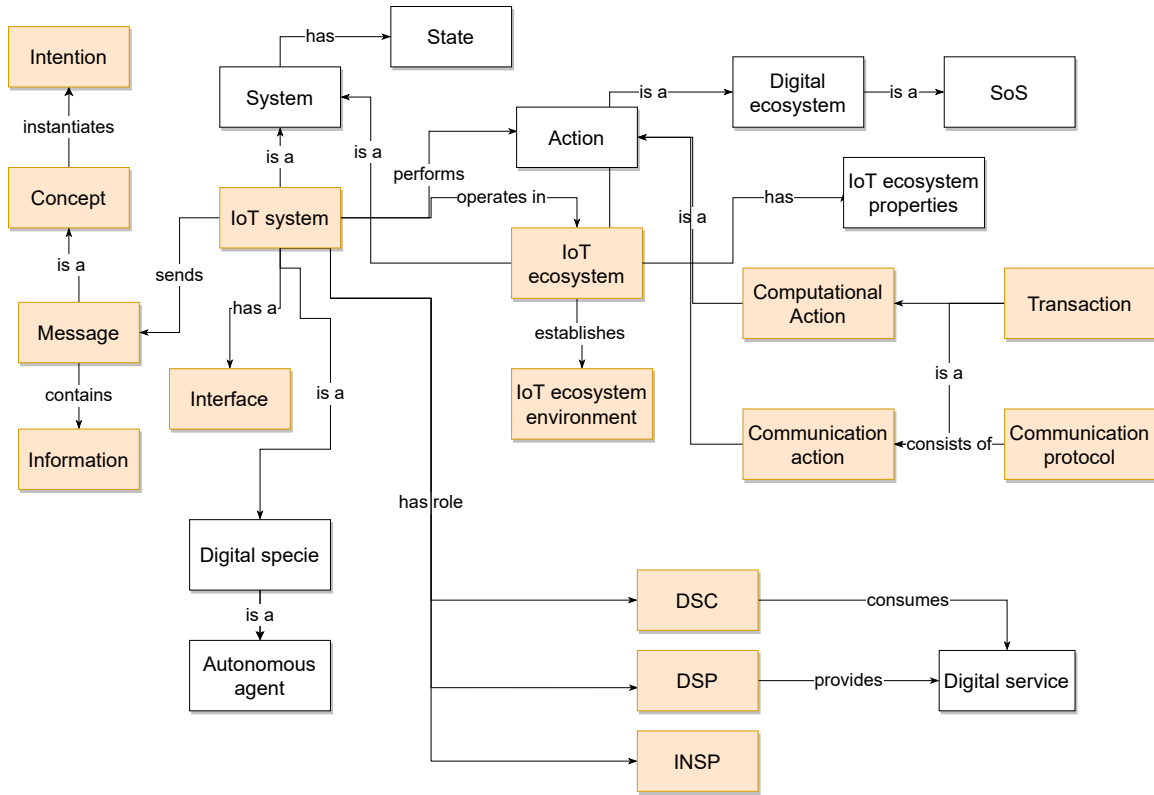 has
State
Intention
System
Digital
ecosystem
is a
is a
SoS
instantiates
Action
is a
is a
performs
Concept
IoT system
operates in
has
IoT ecosystem
properties
is a
is a
sends
IoT
ecosystem
Computational
Action
Transaction
Message
has a
establishes
contains
Interface
is a
IoT ecosystem
environment
is a
Information
Communication
action
consists of
Communication
protocol
has role
Digital specie
is a
DSC
consumes
Autonomous
agent
DSP
provides
Digital service
INSP